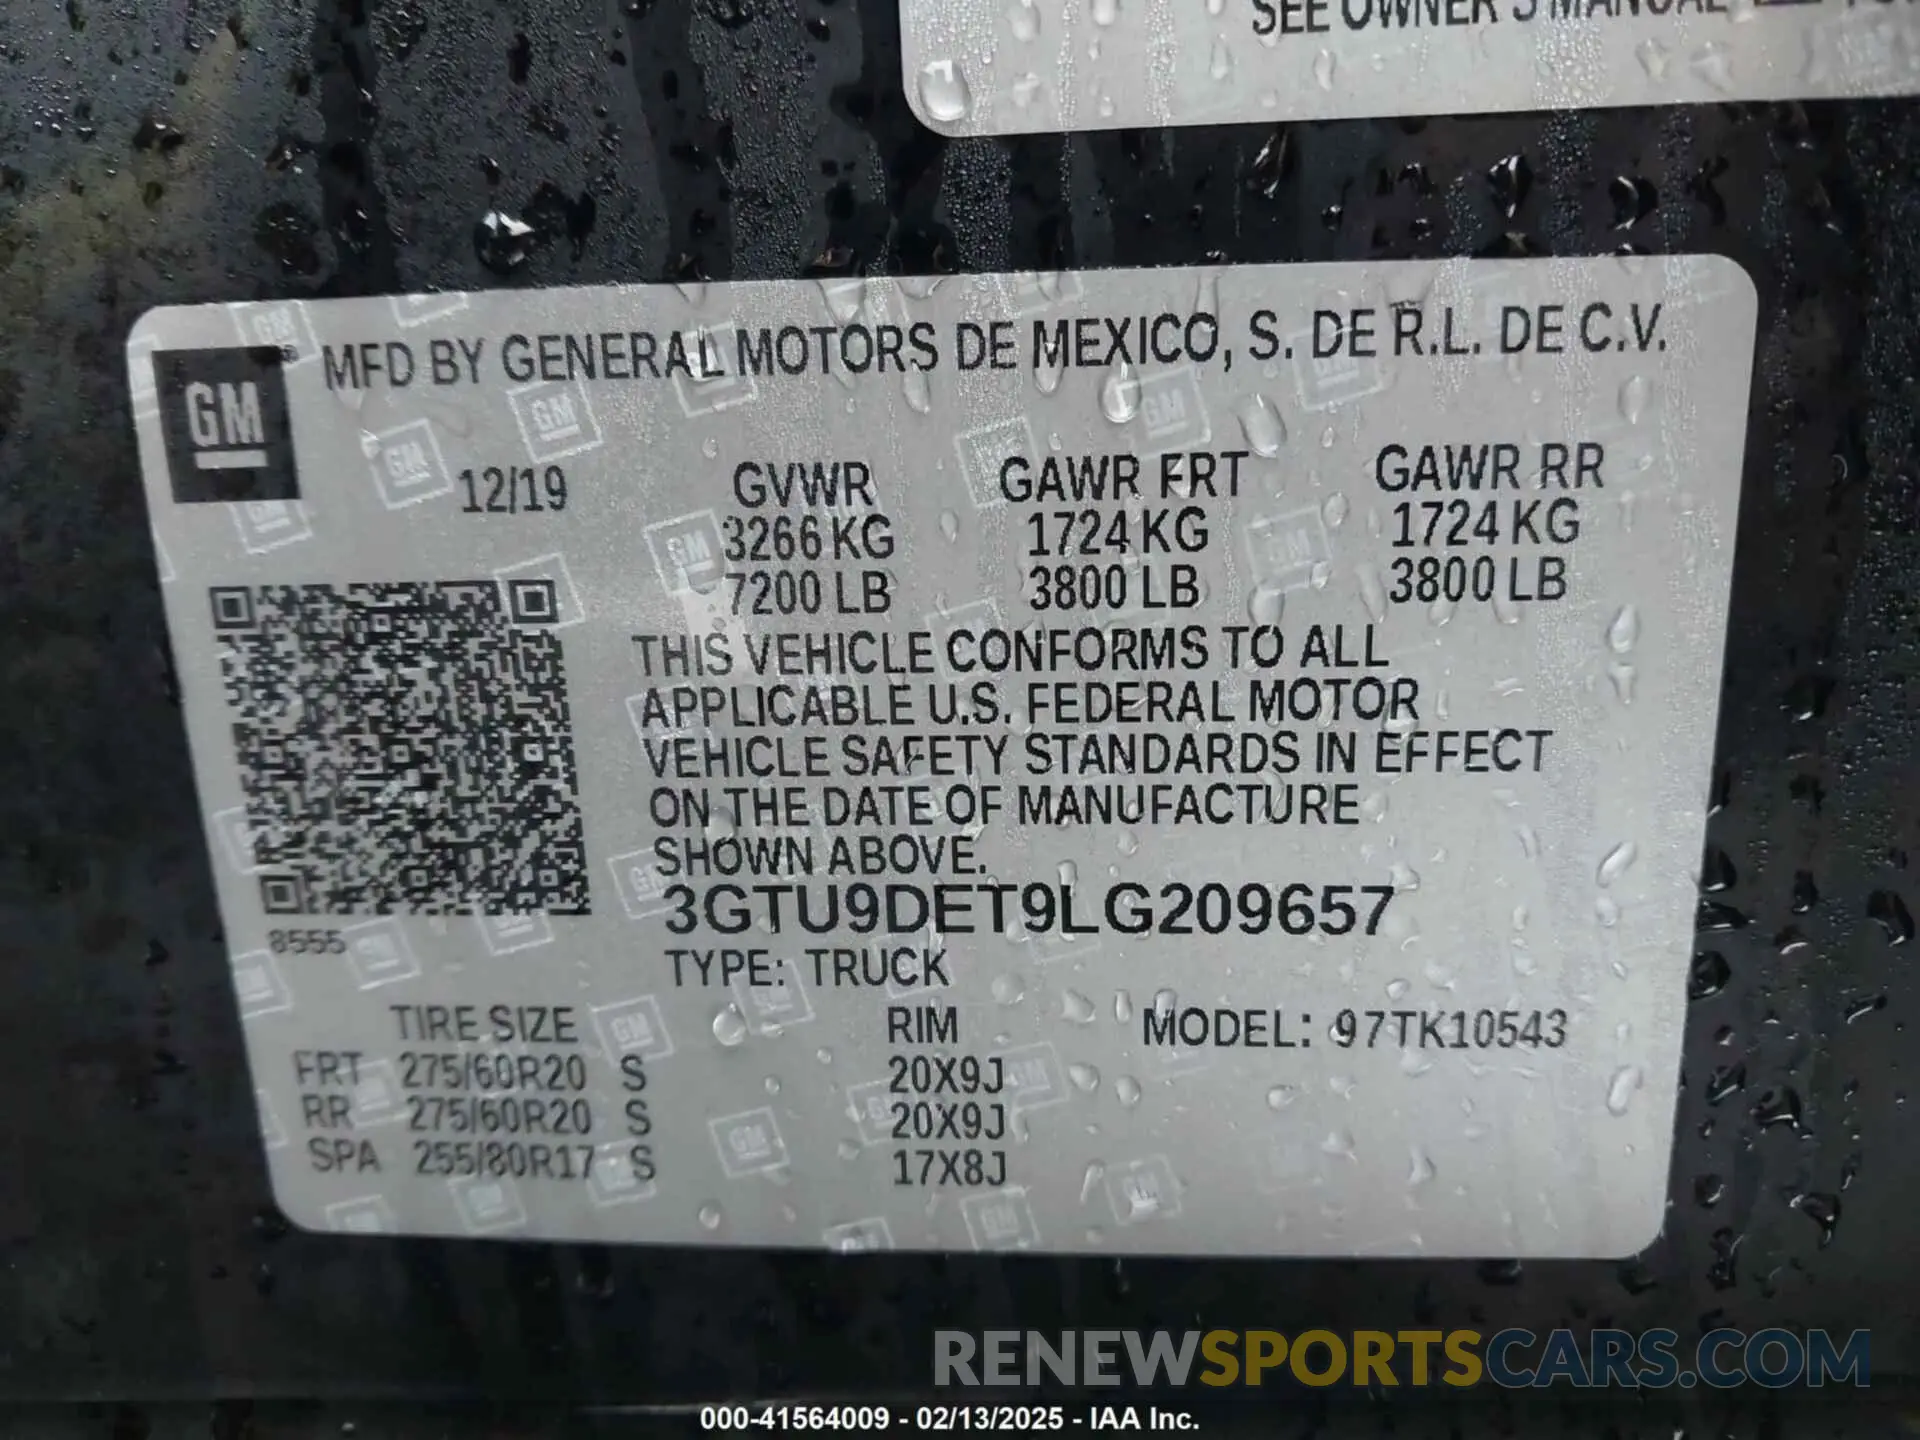 SEE OWNER'S MANUAL
GM
MFD BY GENERAL MOTORS DE MEXICO, S. DE R.L. DE C.V.
12/19 GVWR GAWR FRT GAWR RR
3266 KG 1724 KG 1724 KG
7200 LB 3800 LB 3800 LB
THIS VEHICLE CONFORMS TO ALL
APPLICABLE U.S. FEDERAL MOTOR
VEHICLE SAFETY STANDARDS IN EFFECT
ON THE DATE OF MANUFACTURE
SHOWN ABOVE.
3GTU9DET9LG209657
8555
TYPE: TRUCK
TIRE SIZE RIM MODEL: 97TK10543
FRT 275/60R20 S 20X9J
RR 275/60R20 S 20X9J
SPA 255/80R17 S 17X8J
RENEWSPORTSCARS.COM
000-41564009 - 02/13/2025 - IAA Inc.